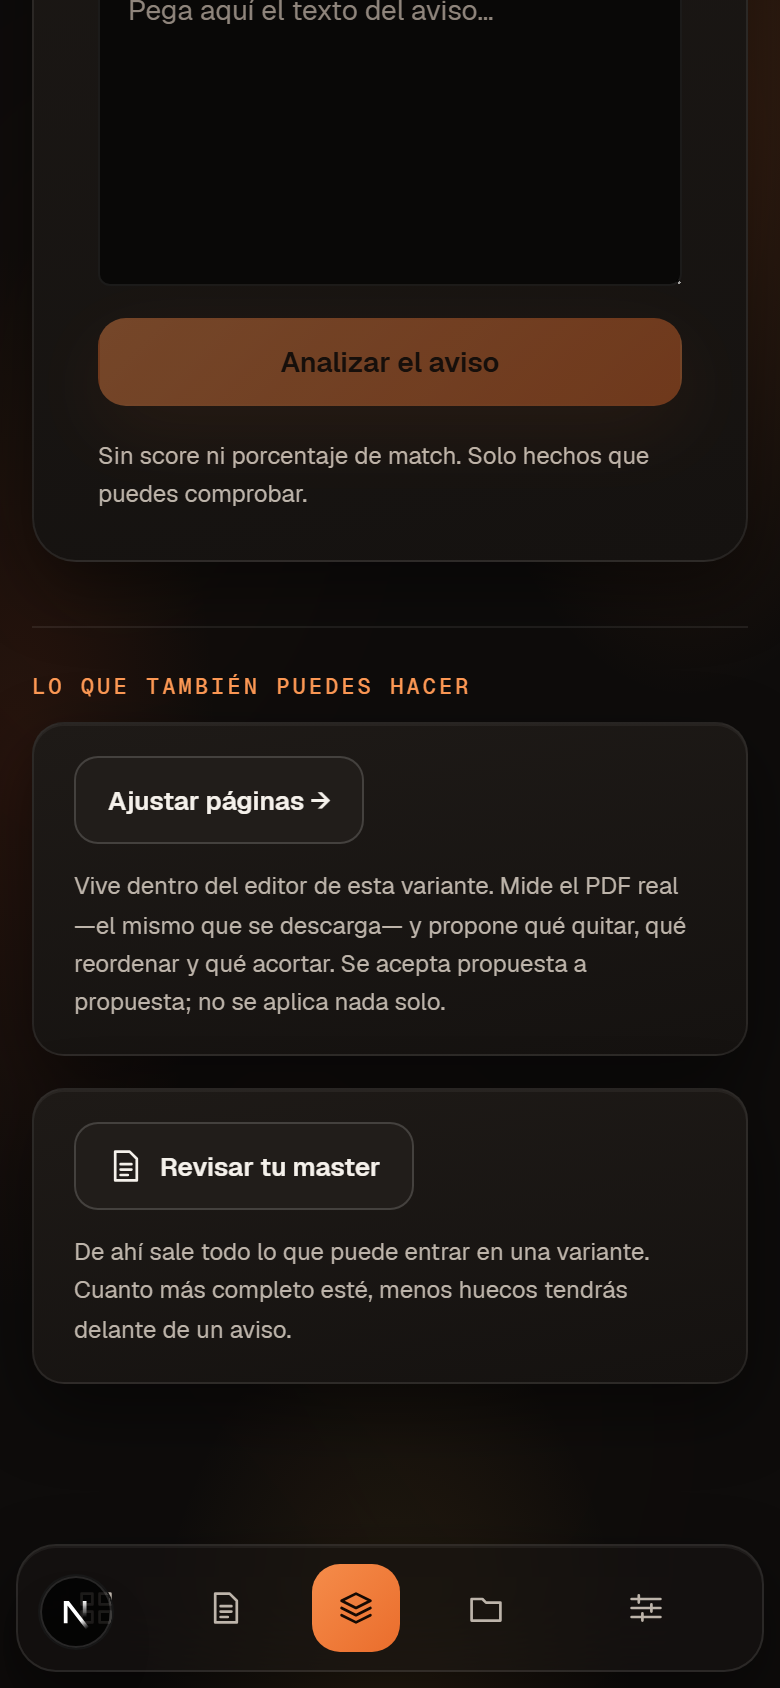 Pega aquí el texto del aviso...
Analizar el aviso
Sin score ni porcentaje de match. Solo hechos que
puedes comprobar.
LO QUE TAMBIÉN PUEDES HACER
Ajustar páginas →
Vive dentro del editor de esta variante. Mide el PDF real
—el mismo que se descarga— y propone qué quitar, qué
reordenar y qué acortar. Se acepta propuesta a
propuesta; no se aplica nada solo.
Revisar tu master
De ahí sale todo lo que puede entrar en una variante.
Cuanto más completo esté, menos huecos tendrás
delante de un aviso.
N